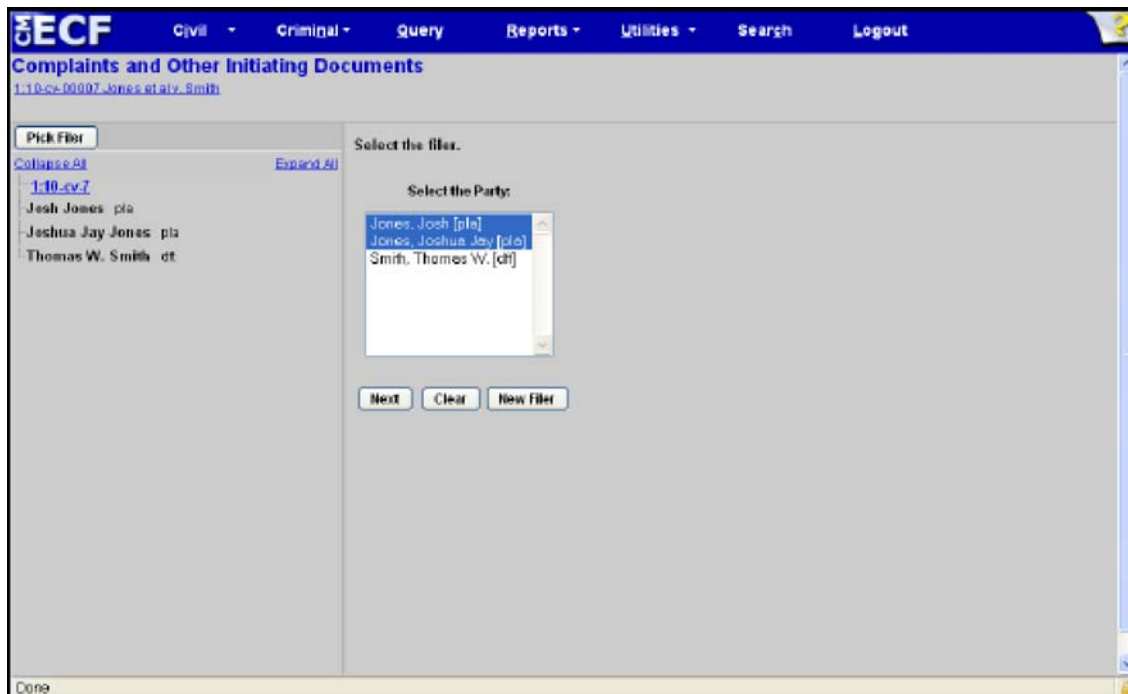 CM ECF Civil Criminal Query Reports Utilities Search Logout ?
Complaints and Other Initiating Documents
1:10-cv-00007 Jones et al v. Smith
Pick Filer
Collapse All Expand All
1:10-cv-7
Josh Jones pla
Joshua Jay Jones pla
Thomas W. Smith dft
Select the filer.
Select the Party:
Jones, Josh [pla]
Jones, Joshua Jay [pla]
Smith, Thomas W. [dft]
Next Clear New Filer
Done